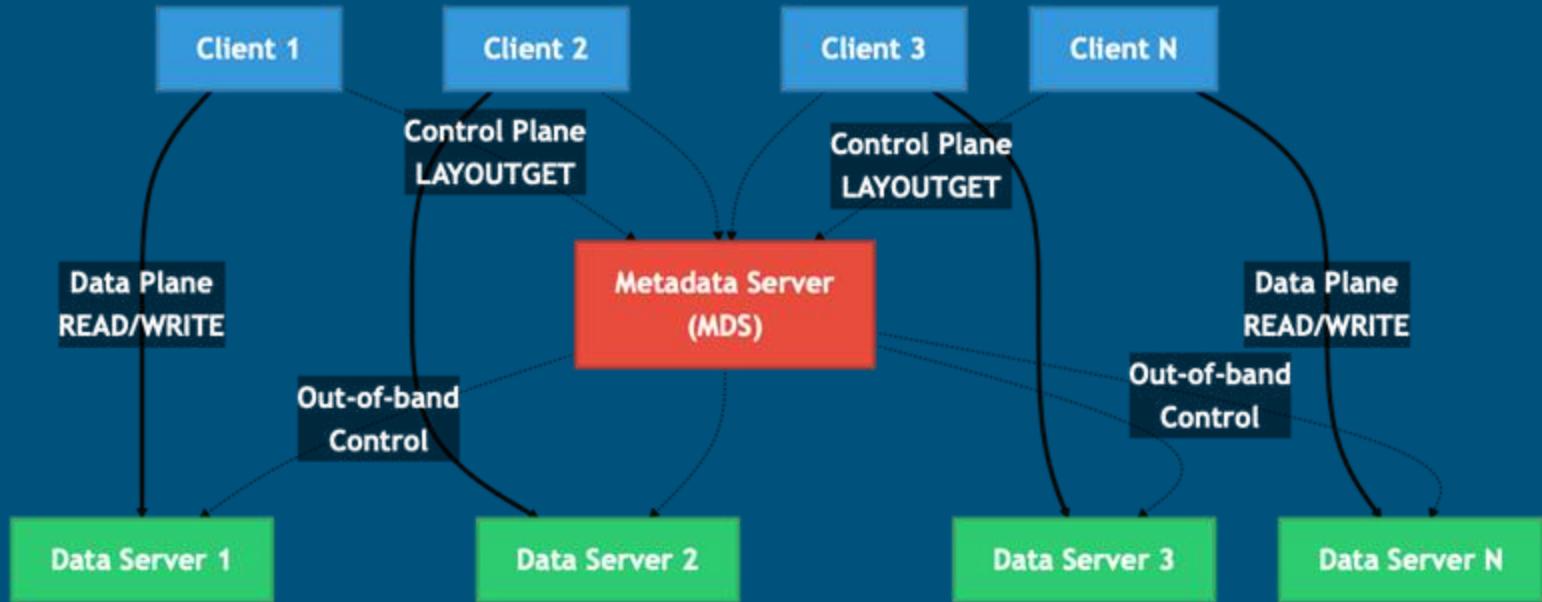 Client 1
Client 2
Client 3
Client N
Control Plane
LAYOUTGET
Control Plane
LAYOUTGET
Data Plane
READ/WRITE
Metadata Server
(MDS)
Data Plane
READ/WRITE
Out-of-band
Control
Out-of-band
Control
Data Server 1
Data Server 2
Data Server 3
Data Server N